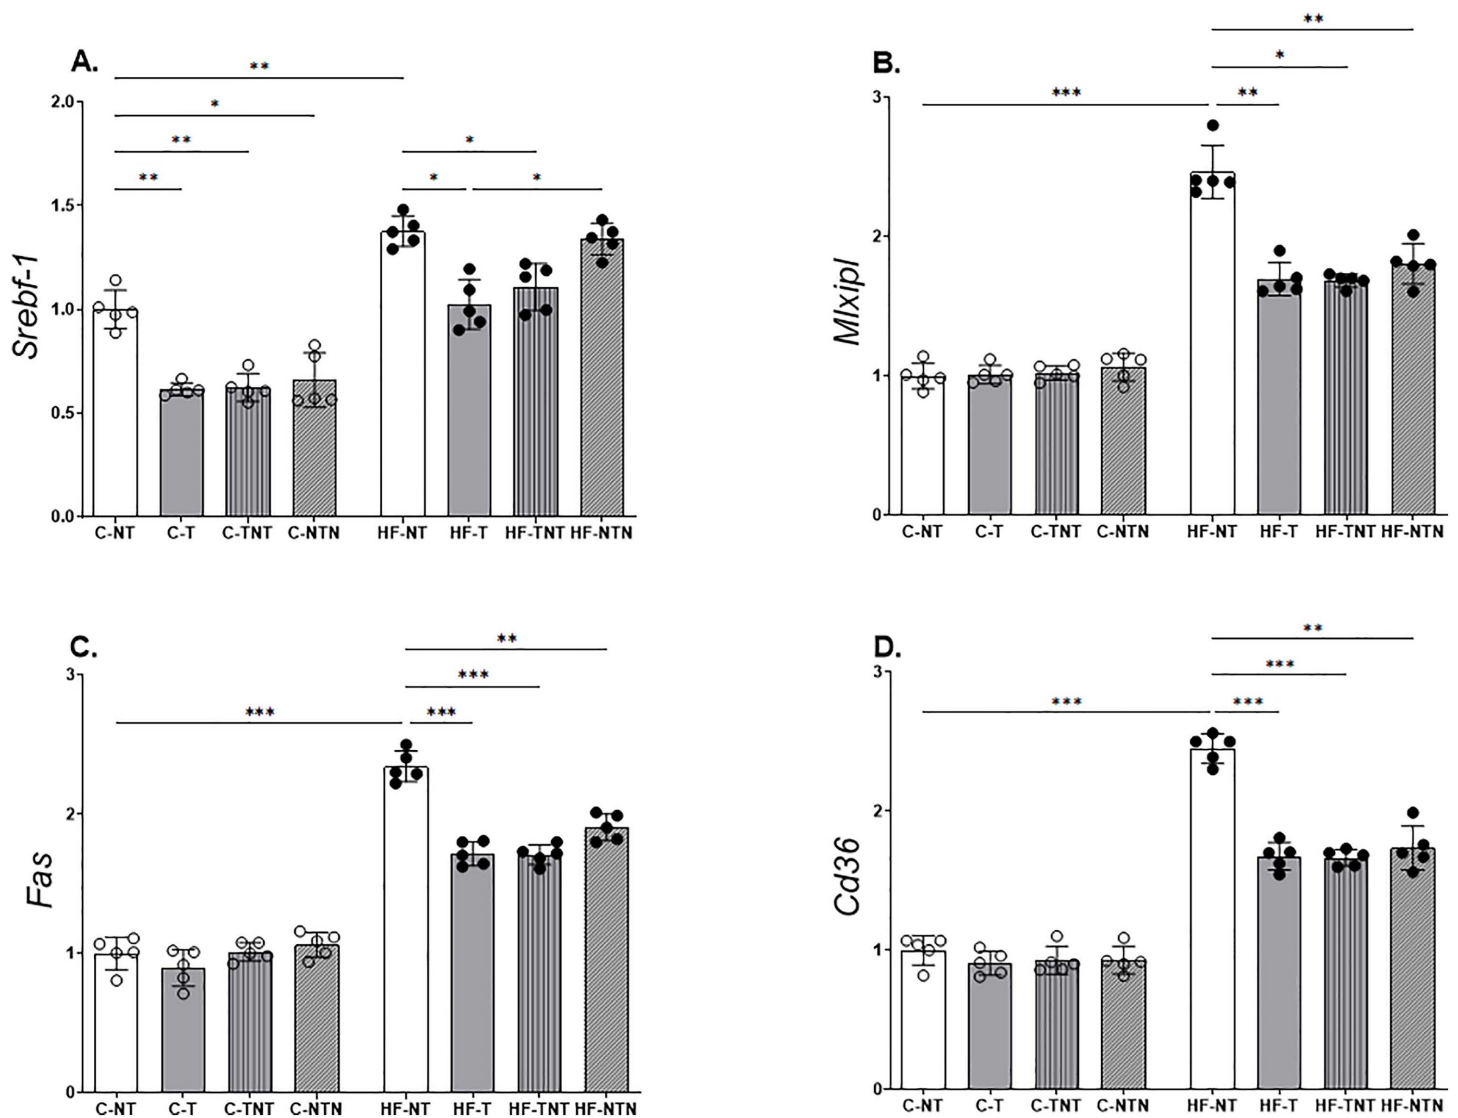 A.
**
*
** *
** * *
2.0
1.5
1.0
0.5
0.0
Srebf-1
C-NT C-T C-TNT C-NTN HF-NT HF-T HF-TNT HF-NTN
B.
**
*
*** **
3
2
1
0
Mlxipl
C-NT C-T C-TNT C-NTN HF-NT HF-T HF-TNT HF-NTN
C.
**
***
*** ***
3
2
1
0
Fas
C-NT C-T C-TNT C-NTN HF-NT HF-T HF-TNT HF-NTN
D.
**
***
*** ***
3
2
1
0
Cd36
C-NT C-T C-TNT C-NTN HF-NT HF-T HF-TNT HF-NTN